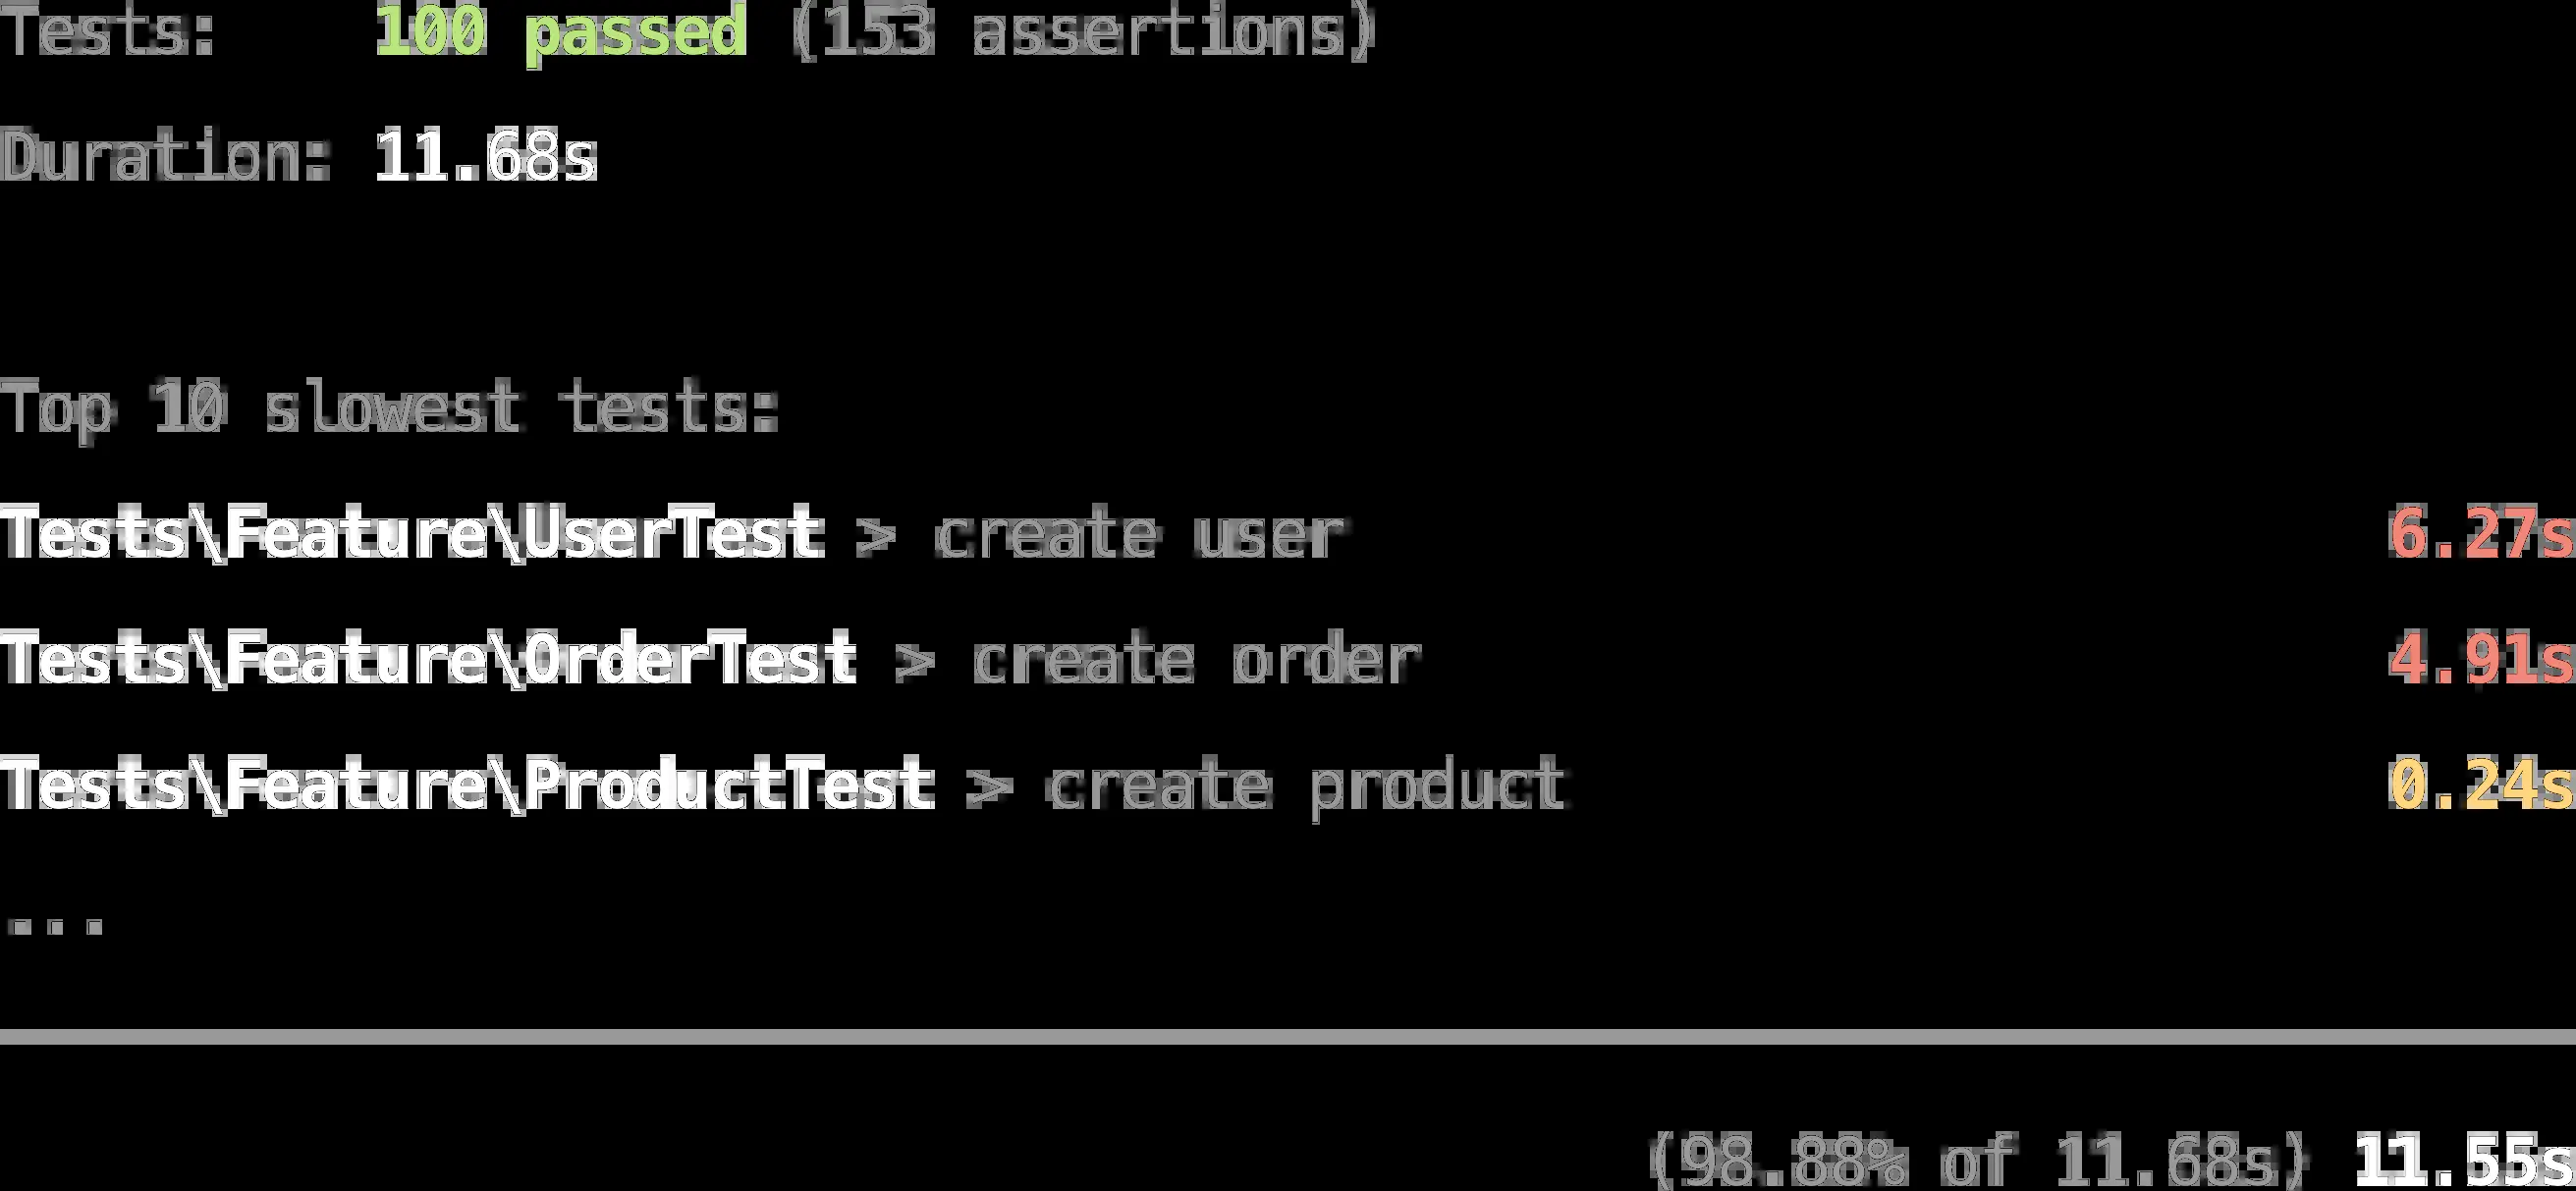 Tests: 100 passed (153 assertions)
Duration: 11.68s
Top 10 slowest tests:
Tests\Feature\UserTest > create user 6.27s
Tests\Feature\OrderTest > create order 4.91s
Tests\Feature\ProductTest > create product 0.24s
...
(98.88% of 11.68s) 11.55s